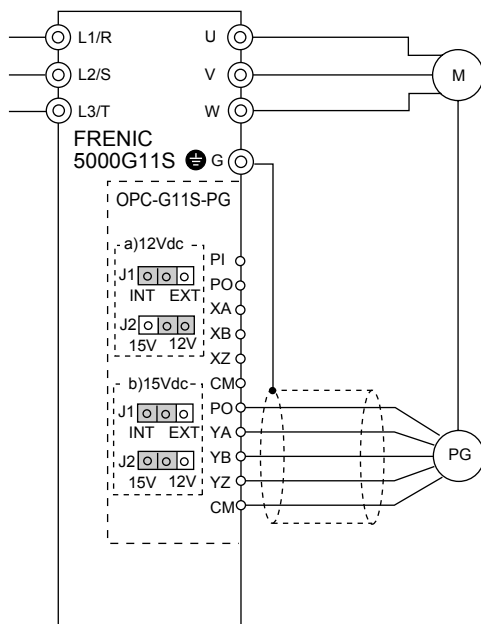 L1/R
U
L2/S
V
M
L3/T
W
FRENIC
5000G11S
G
OPC-G11S-PG
a)12Vdc
PI
J1
PO
INT EXT
XA
J2
XB
15V 12V
XZ
CM
b)15Vdc
PO
J1
YA
INT EXT
YB
PG
J2
YZ
15V 12V
CM